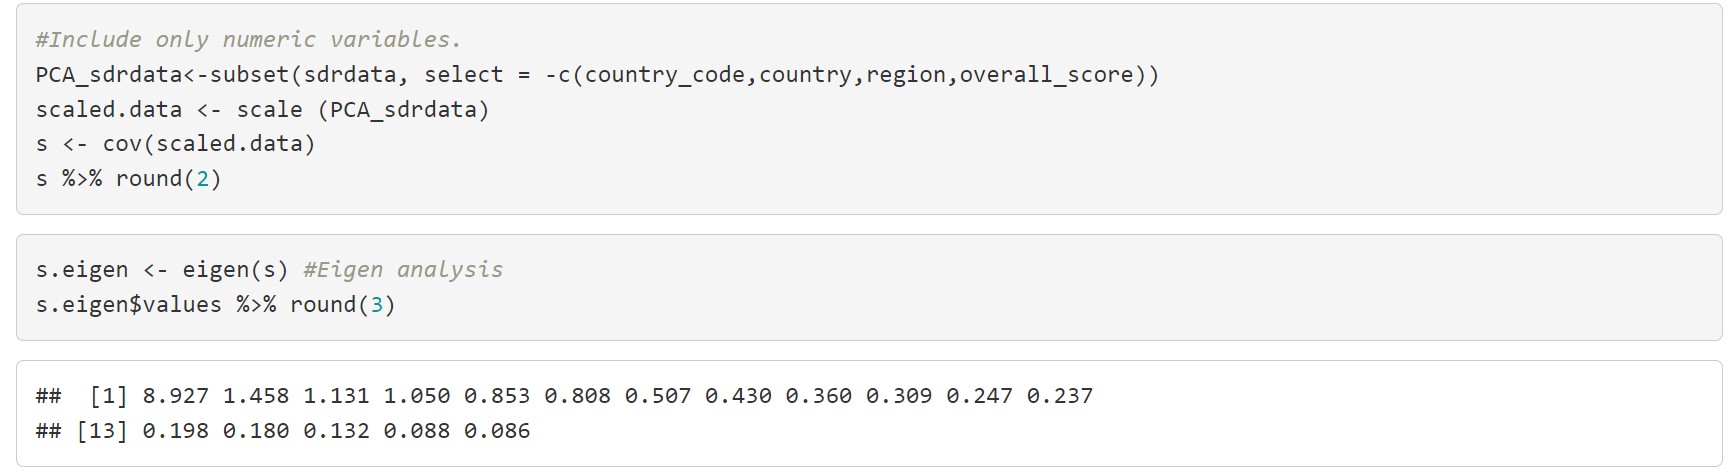 #Include only numeric variables.
PCA_sdrdata<-subset(sdrdata, select = -c(country_code,country,region,overall_score))
scaled.data <- scale (PCA_sdrdata)
s <- cov(scaled.data)
s %>% round(2)
s.eigen <- eigen(s) #Eigen analysis
s.eigen$values %>% round(3)
##  [1] 8.927 1.458 1.131 1.050 0.853 0.808 0.507 0.430 0.360 0.309 0.247 0.237
## [13] 0.198 0.180 0.132 0.088 0.086